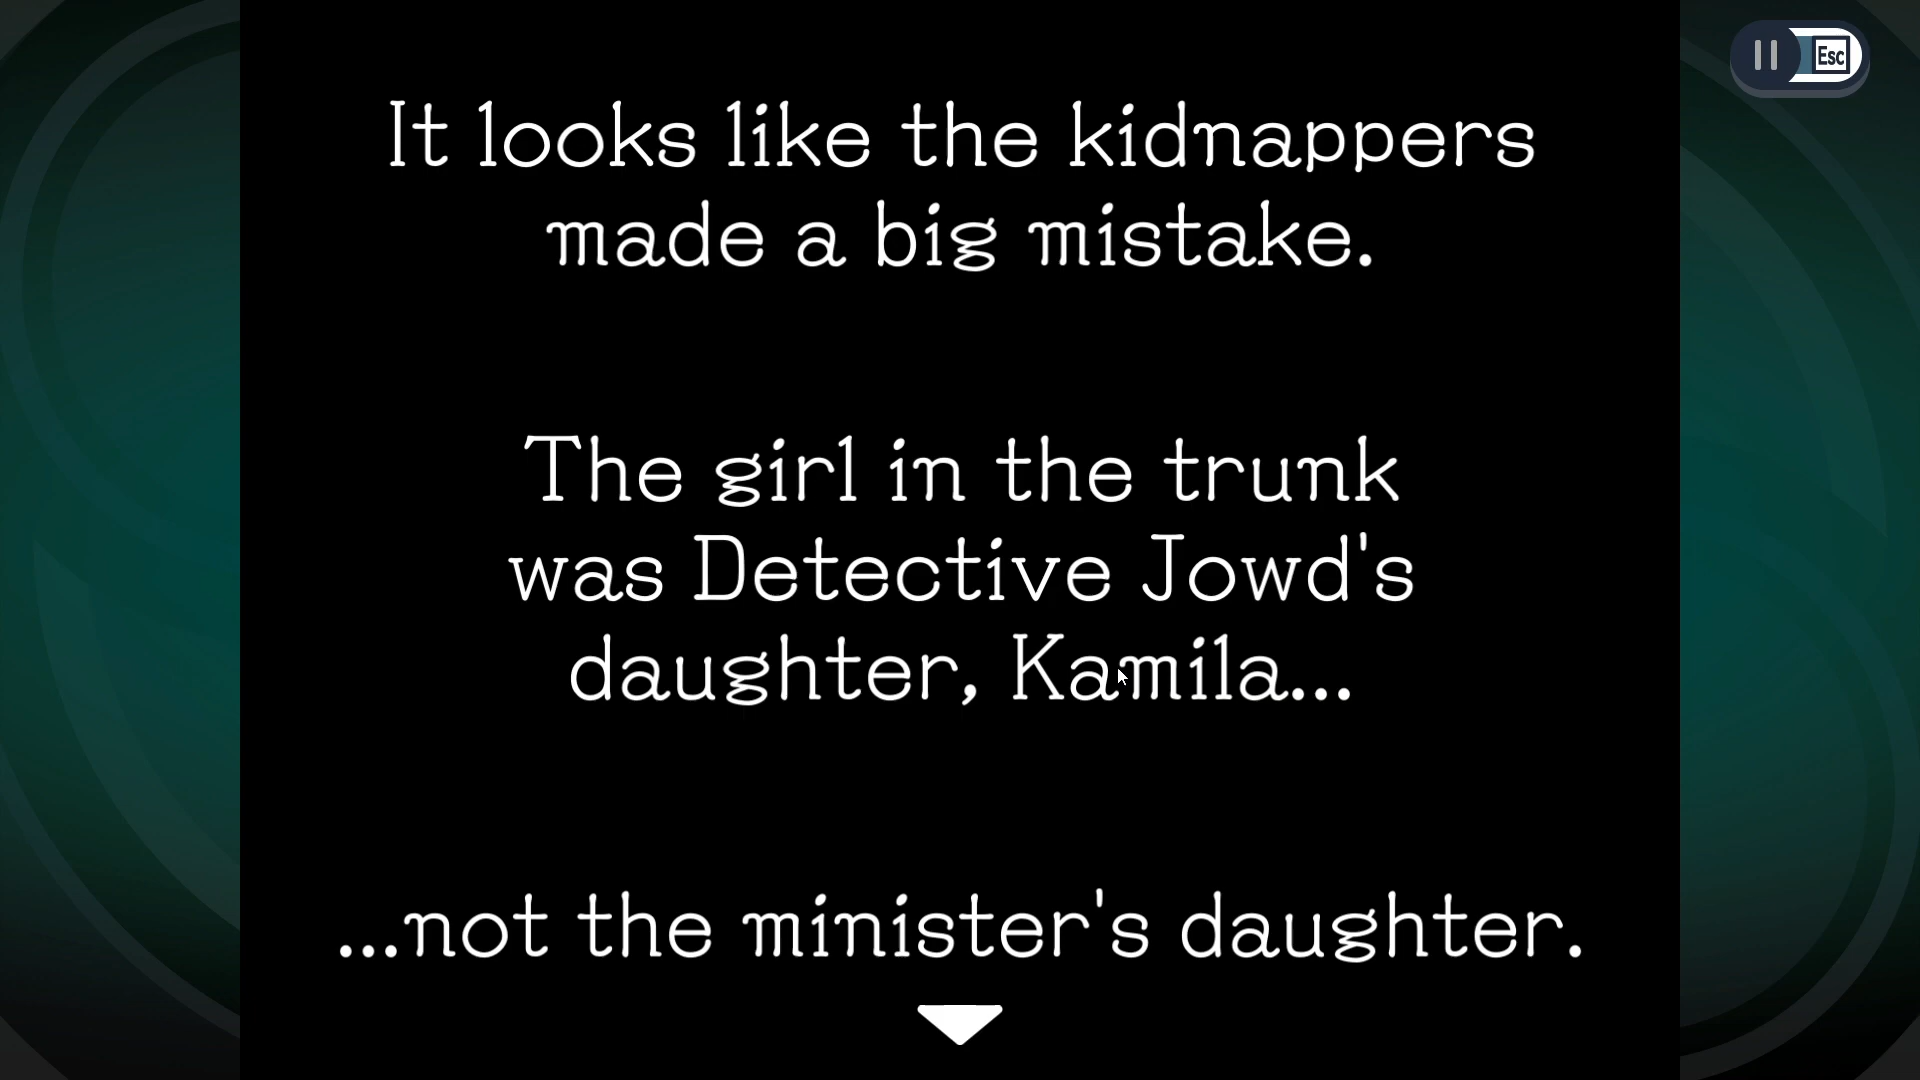 Esc
It looks like the kidnappers
made a big mistake.
The girl in the trunk
was Detective Jowd's
daughter, Kamila...
...not the minister's daughter.